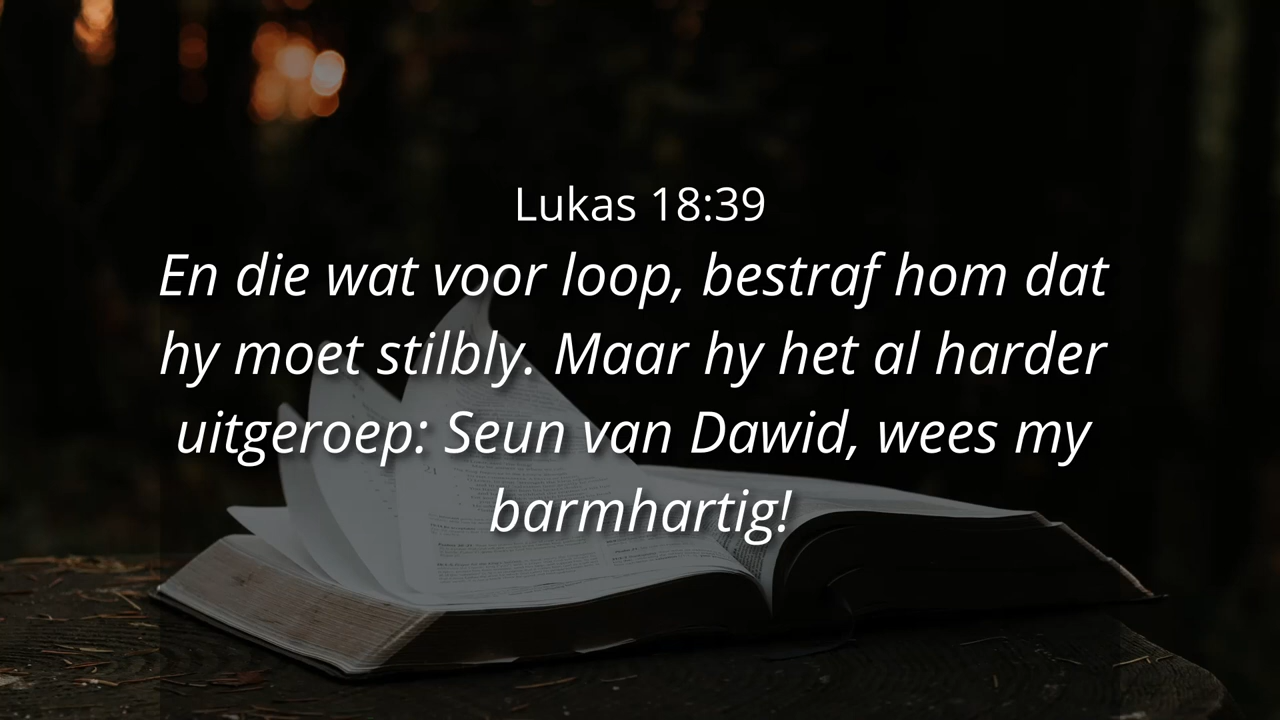 Lukas 18:39
En die wat voor loop, bestraf hom dat
hy moet stilbly. Maar hy het al harder
uitgeroep: Seun van Dawid, wees my
barmhartig!